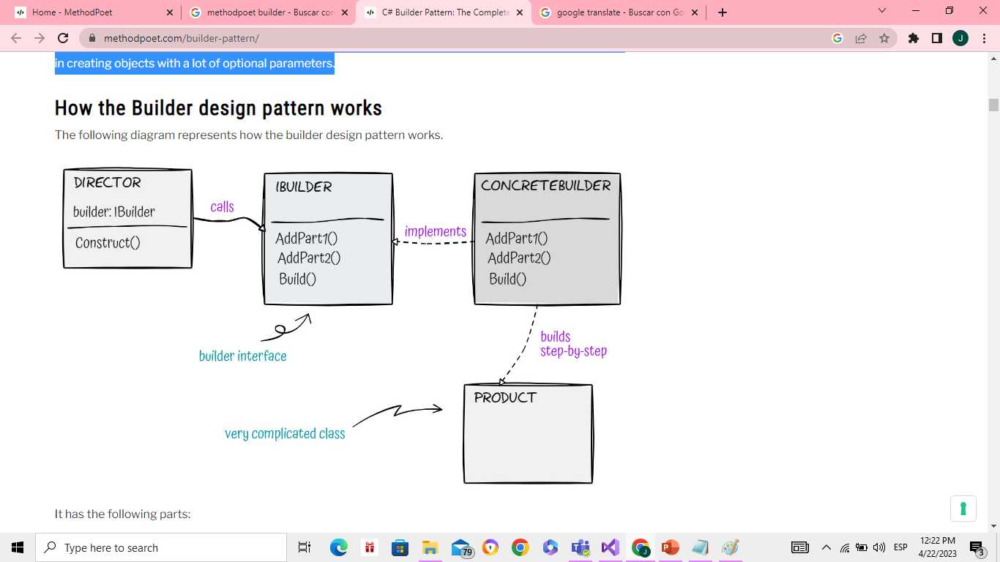 Home - MethodPoet
methodpoet builder - Buscar con
C# Builder Pattern: The Complete
google translate - Buscar con Go
methodpoet.com/builder-pattern/
J
in creating objects with a lot of optional parameters.
How the Builder design pattern works
The following diagram represents how the builder design pattern works.
DIRECTOR
builder: IBuilder
Construct()
calls
IBUILDER
AddPart1()
AddPart2()
Build()
implements
CONCRETEBUILDER
AddPart1()
AddPart2()
Build()
builder interface
builds
step-by-step
PRODUCT
very complicated class
It has the following parts:
Type here to search
79
J
ESP
12:22 PM
4/22/2023
3